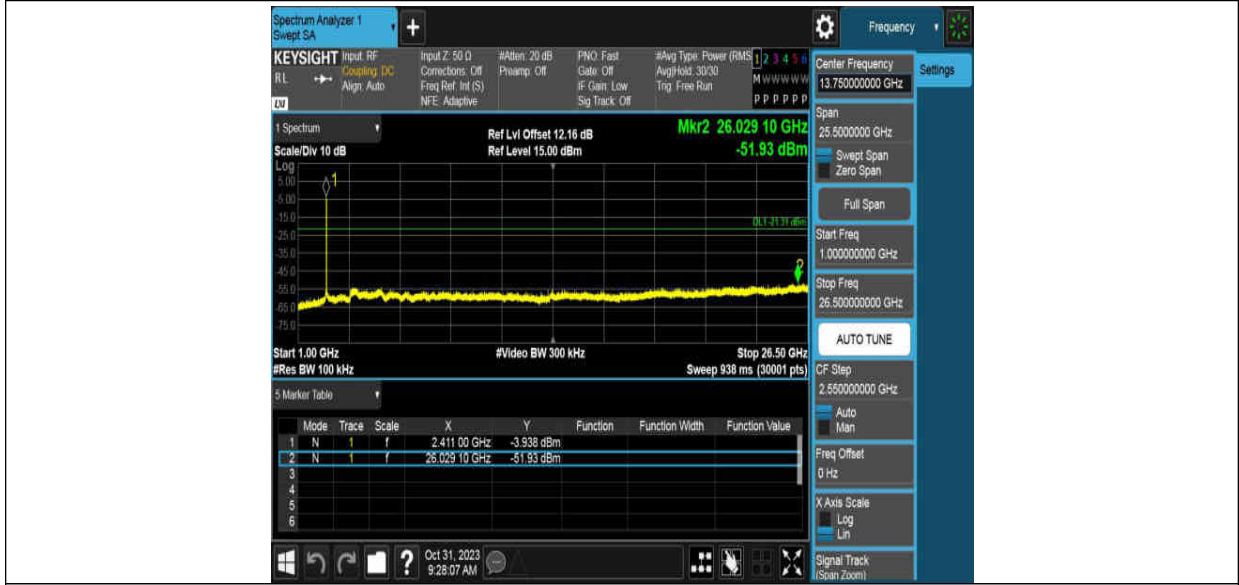 Spectrum Analyzer 1
Swept SA
+
Frequency
KEYSIGHT
RL
LXI
Input: RF
Coupling: DC
Align: Auto
Input Z: 50 Ω
Corrections: Off
Freq Ref: Int (S)
NFE: Adaptive
#Atten: 20 dB
Preamp: Off
PNO: Fast
Gate: Off
IF Gain: Low
Sig Track: Off
#Avg Type: Power (RMS
Avg|Hold: 30/30
Trig: Free Run
1 2 3 4 5 6
M W W W W W
P P P P P P
1 Spectrum
Scale/Div 10 dB
Ref Lvl Offset 12.16 dB
Ref Level 15.00 dBm
Mkr2 26.029 10 GHz
-51.93 dBm
Log
5.00
-5.00
-15.0
-25.0
-35.0
-45.0
-55.0
-65.0
-75.0
1
2
DL1 -21.31 dBm
Start 1.00 GHz
#Video BW 300 kHz
Stop 26.50 GHz
#Res BW 100 kHz
Sweep 938 ms (30001 pts)
5 Marker Table
Mode Trace Scale X Y Function Function Width Function Value
1 N 1 f 2.411 00 GHz -3.938 dBm
2 N 1 f 26.029 10 GHz -51.93 dBm
3
4
5
6
?
Oct 31, 2023
9:28:07 AM
Center Frequency
13.750000000 GHz
Settings
Span
25.5000000 GHz
Swept Span
Zero Span
Full Span
Start Freq
1.000000000 GHz
Stop Freq
26.500000000 GHz
AUTO TUNE
CF Step
2.550000000 GHz
Auto
Man
Freq Offset
0 Hz
X Axis Scale
Log
Lin
Signal Track
(Span Zoom)